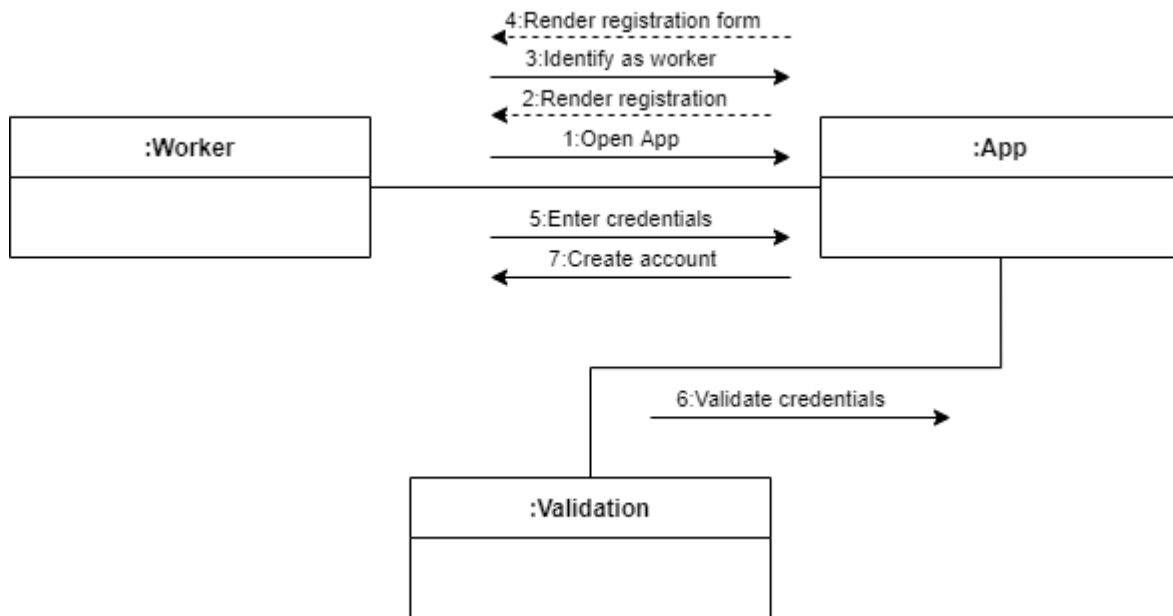 4:Render registration form
3:Identify as worker
2:Render registration
:Worker
1:Open App
:App
5:Enter credentials
7:Create account
6:Validate credentials
:Validation